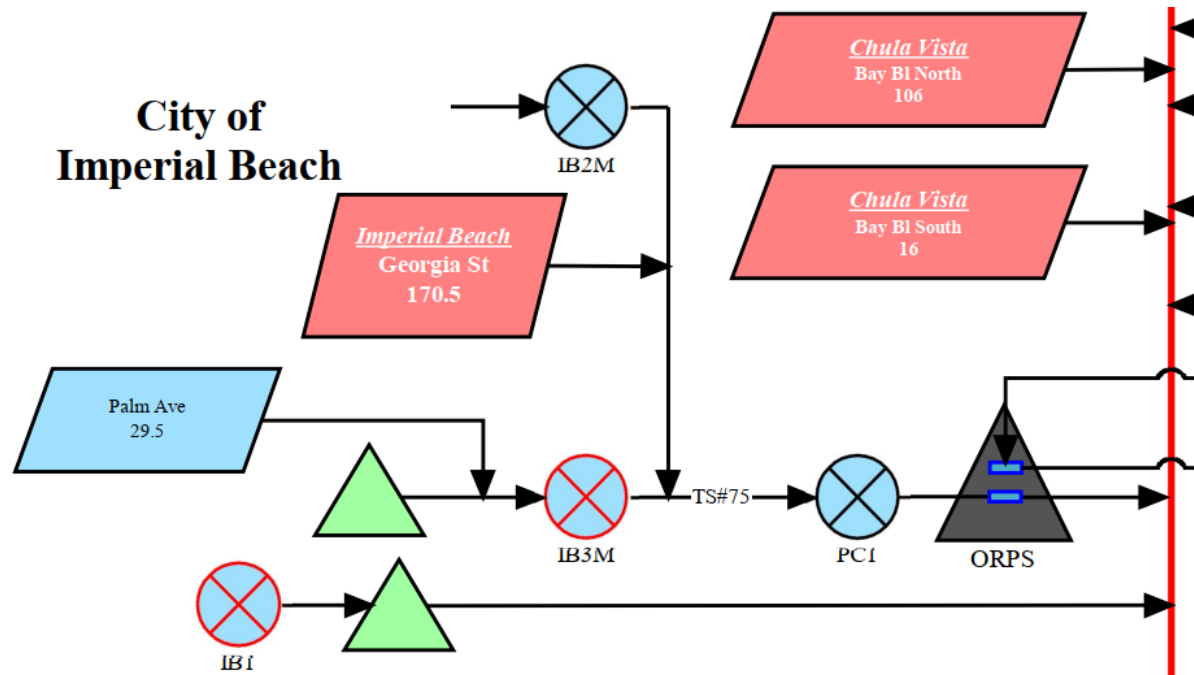 City of
Imperial Beach
IB2M
Chula Vista
Bay Bl North
106
Chula Vista
Bay Bl South
16
Imperial Beach
Georgia St
170.5
Palm Ave
29.5
IB3M
TS#75
PC1
ORPS
IB1